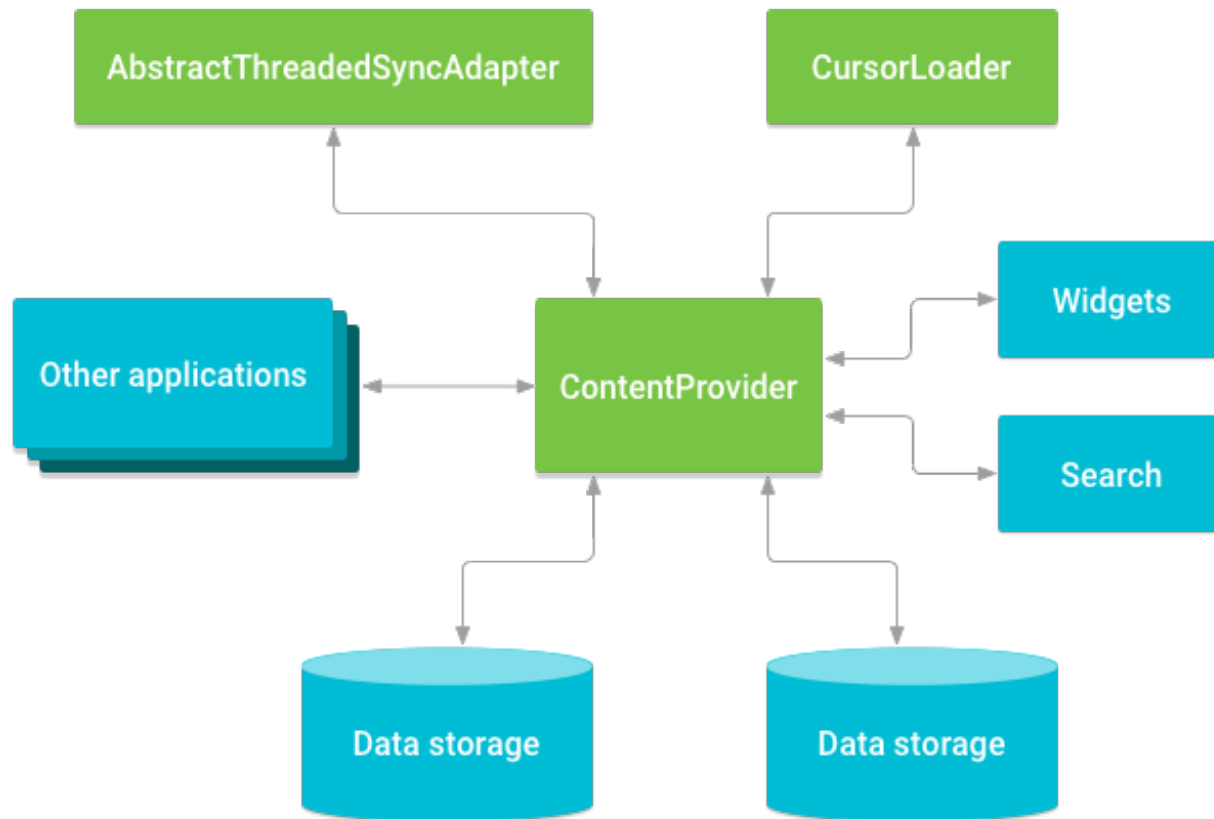 AbstractThreadedSyncAdapter
CursorLoader
Widgets
Other applications
ContentProvider
Search
Data storage
Data storage